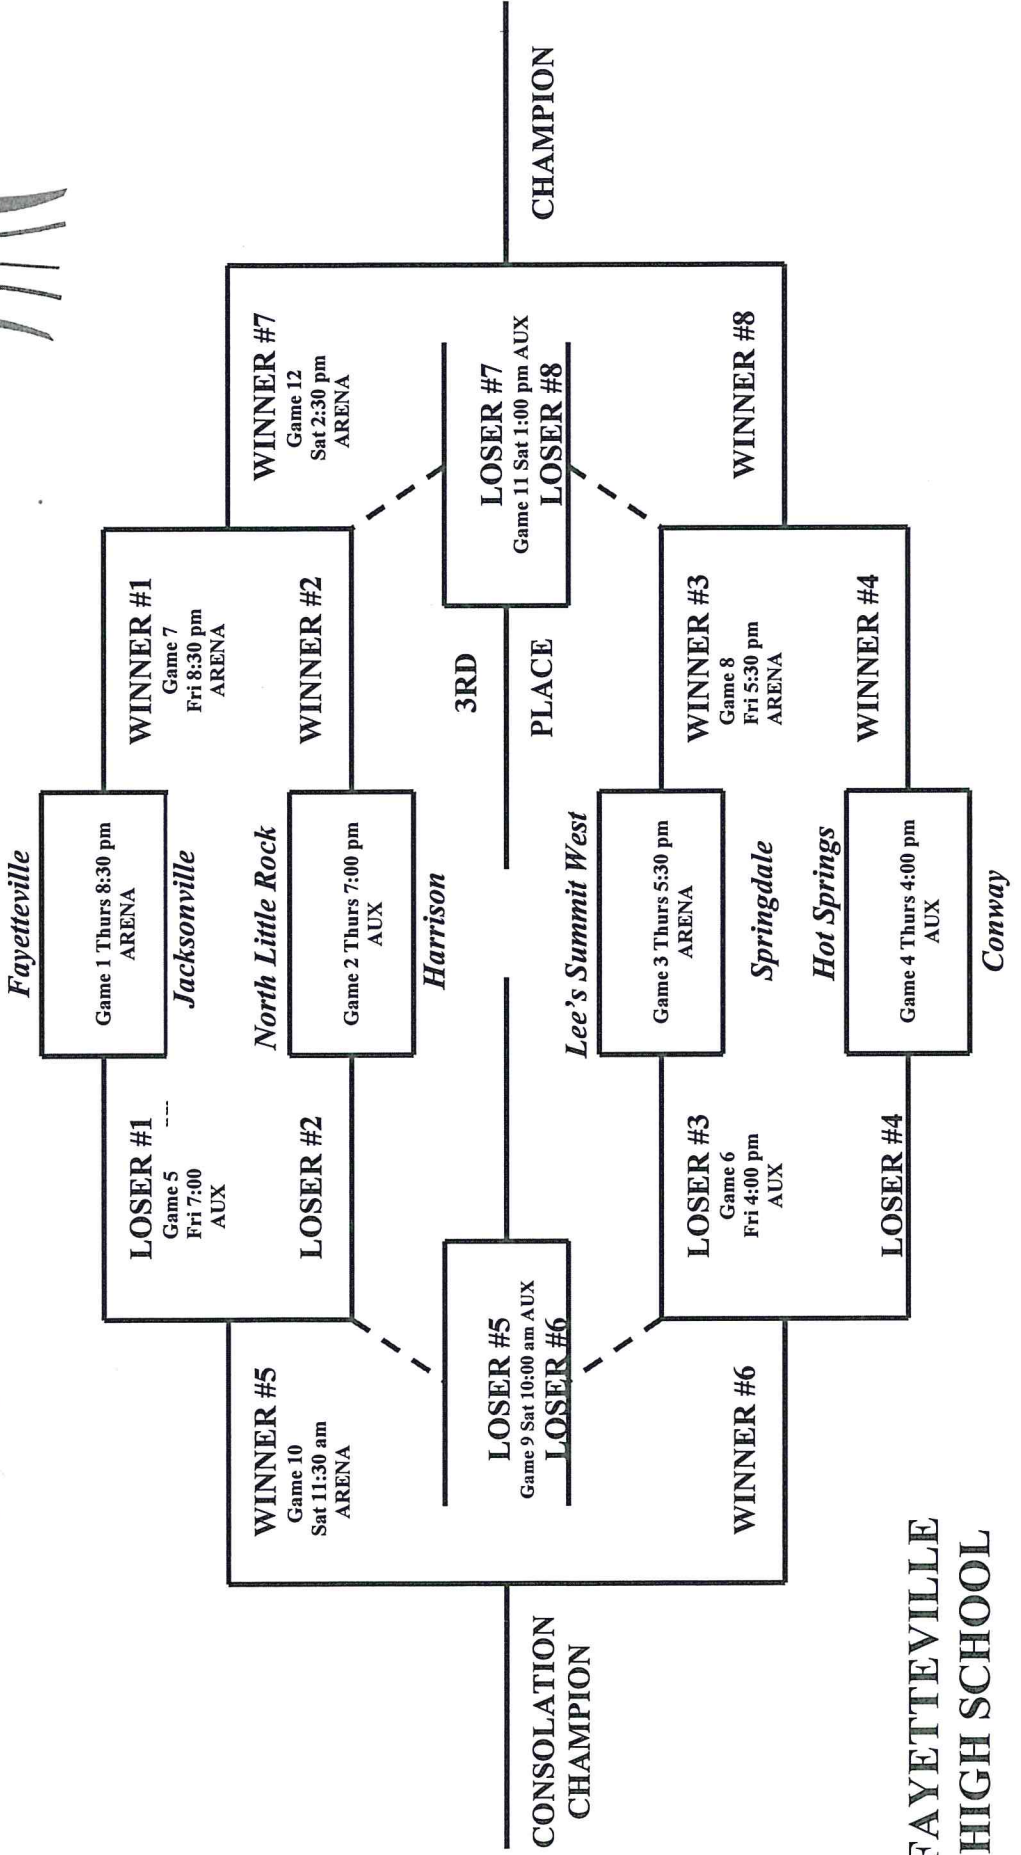 Fayetteville
Game 1 Thurs 8:30 pm
ARENA
Jacksonville
LOSER #1
Game 5
Fri 7:00
AUX
WINNER #1
Game 7
Fri 8:30 pm
ARENA
North Little Rock
Game 2 Thurs 7:00 pm
AUX
Harrison
LOSER #2
WINNER #2
WINNER #5
Game 10
Sat 11:30 am
ARENA
WINNER #7
Game 12
Sat 2:30 pm
ARENA
LOSER #5
Game 9 Sat 10:00 am AUX
LOSER #6
3RD
PLACE
LOSER #7
Game 11 Sat 1:00 pm AUX
LOSER #8
CONSOLATION
CHAMPION
CHAMPION
Lee's Summit West
Game 3 Thurs 5:30 pm
ARENA
Springdale
LOSER #3
Game 6
Fri 4:00 pm
AUX
WINNER #3
Game 8
Fri 5:30 pm
ARENA
WINNER #6
WINNER #8
Hot Springs
Game 4 Thurs 4:00 pm
AUX
Conway
LOSER #4
WINNER #4
FAYETTEVILLE
HIGH SCHOOL